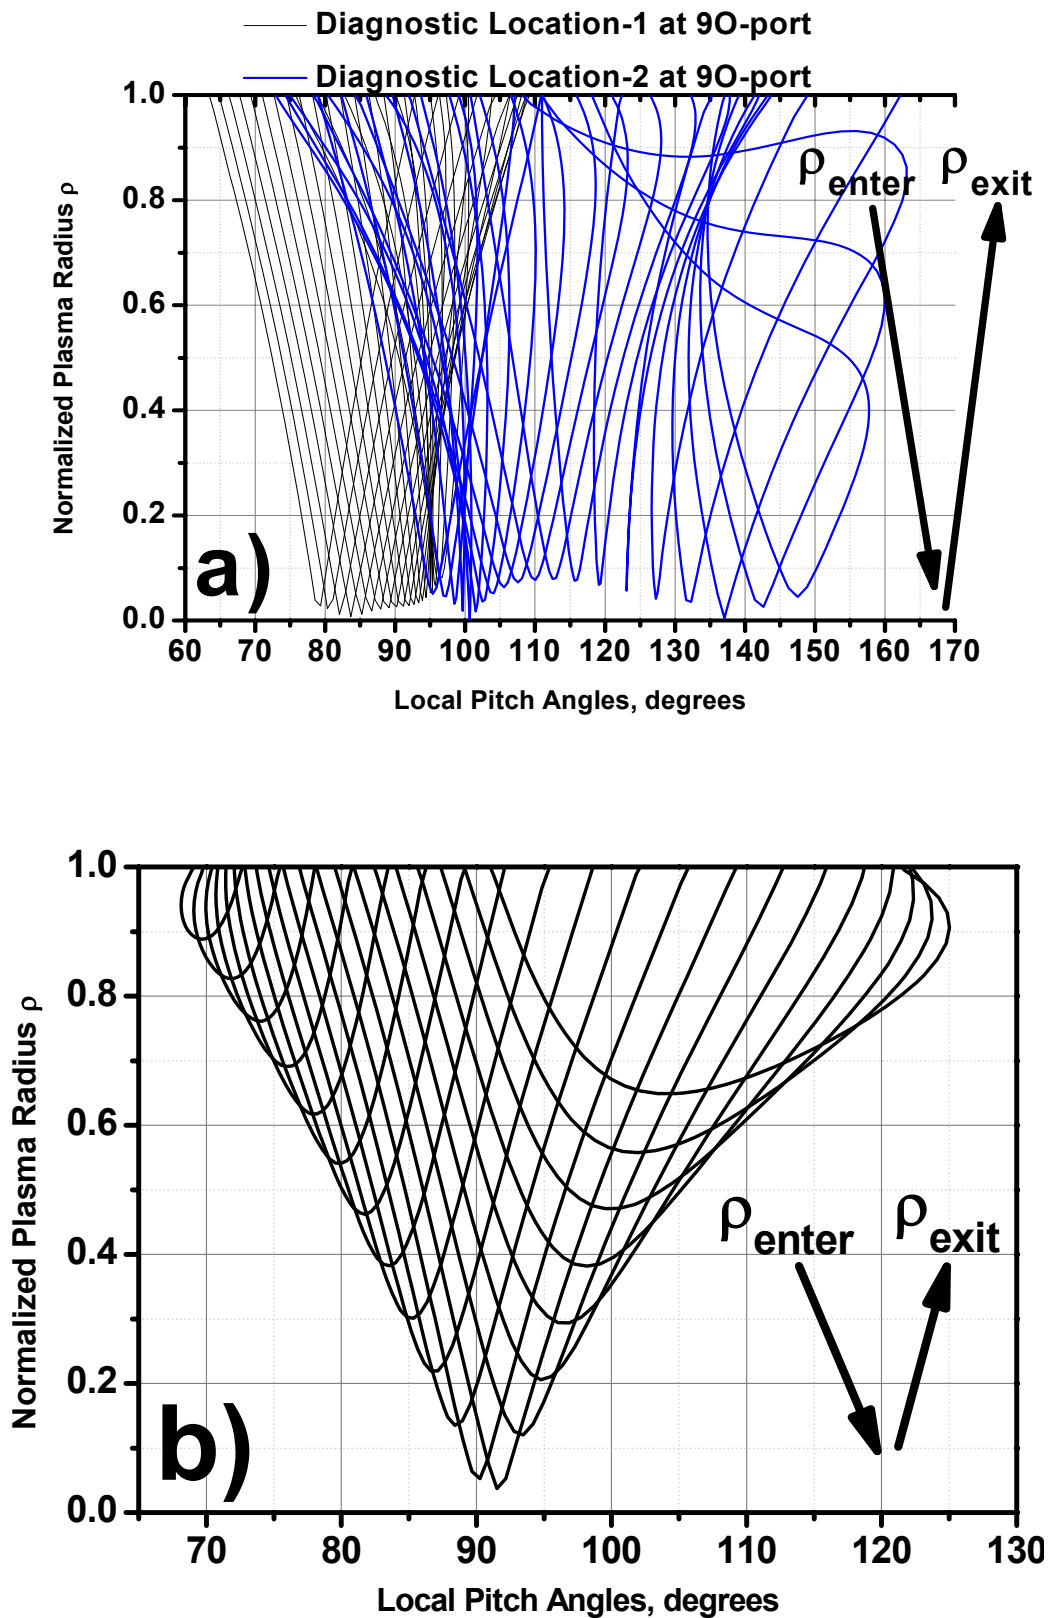 Diagnostic Location-1 at 9O-port
Diagnostic Location-2 at 9O-port
1.0
0.8
0.6
0.4
0.2
0.0
Normalized Plasma Radius ρ
ρenter ρexit
a)
60 70 80 90 100 110 120 130 140 150 160 170
Local Pitch Angles, degrees
1.0
0.8
0.6
0.4
0.2
0.0
Normalized Plasma Radius ρ
ρenter ρexit
b)
70 80 90 100 110 120 130
Local Pitch Angles, degrees